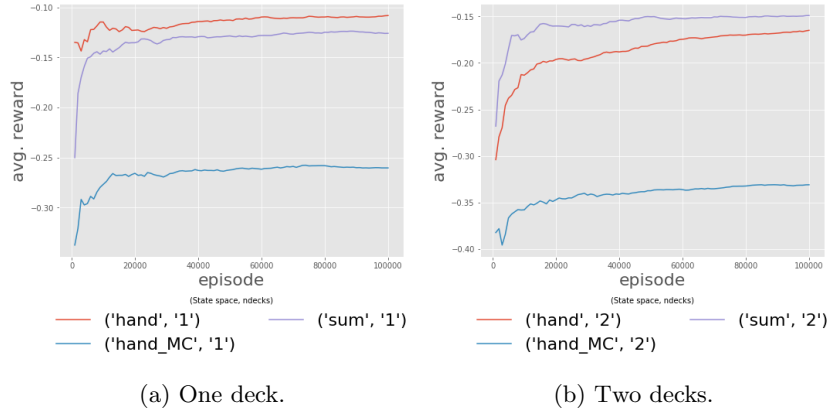 −0.10
−0.15
−0.20
−0.25
−0.30
avg. reward
0 20000 40000 60000 80000 100000
episode
(State space, ndecks)
('hand', '1') ('sum', '1')
('hand_MC', '1')
(a) One deck.
−0.15
−0.20
−0.25
−0.30
−0.35
−0.40
avg. reward
0 20000 40000 60000 80000 100000
episode
(State space, ndecks)
('hand', '2') ('sum', '2')
('hand_MC', '2')
(b) Two decks.